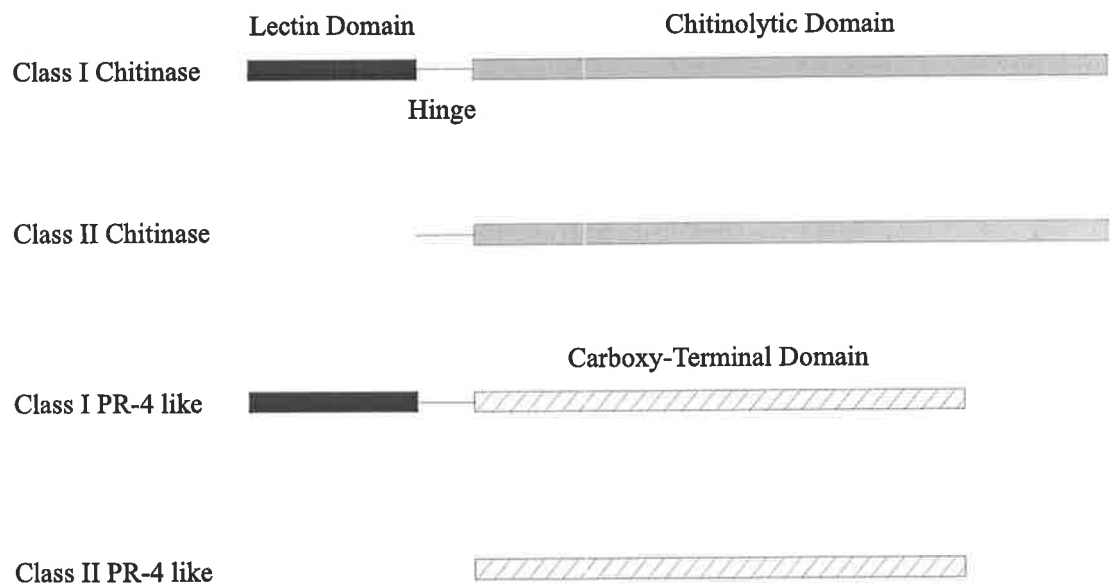 Lectin Domain
Chitinolytic Domain
Class I Chitinase
Hinge
Class II Chitinase
Carboxy-Terminal Domain
Class I PR-4 like
Class II PR-4 like